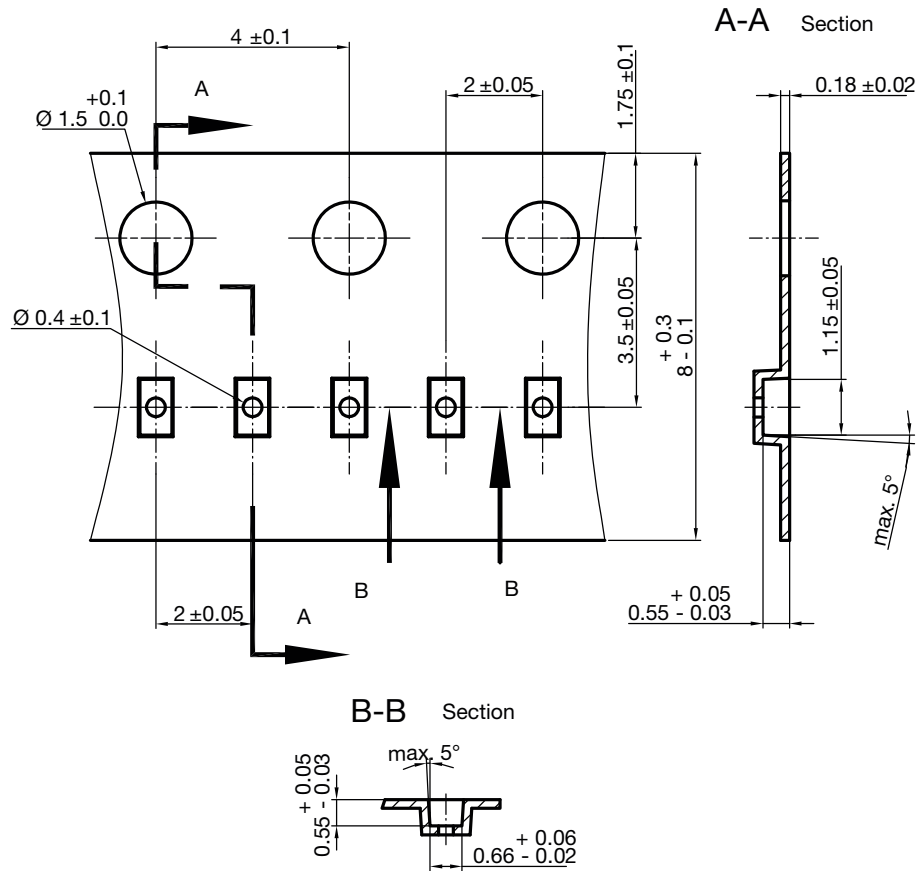 A-A Section
4 ±0.1
2 ±0.05
1.75 ±0.1
0.18 ±0.02
+0.1
Ø 1.5 0.0
A
Ø 0.4 ±0.1
3.5 ±0.05
+ 0.3
8 - 0.1
1.15 ±0.05
max. 5°
B
B
2 ±0.05
A
+ 0.05
0.55 - 0.03
B-B Section
max. 5°
+ 0.05
0.55 - 0.03
+ 0.06
0.66 - 0.02